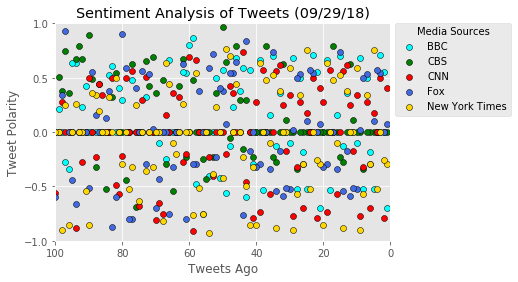 Sentiment Analysis of Tweets (09/29/18)
Media Sources
BBC
CBS
CNN
Fox
New York Times
Tweet Polarity
1.0
0.5
0.0
−0.5
−1.0
100 80 60 40 20 0
Tweets Ago